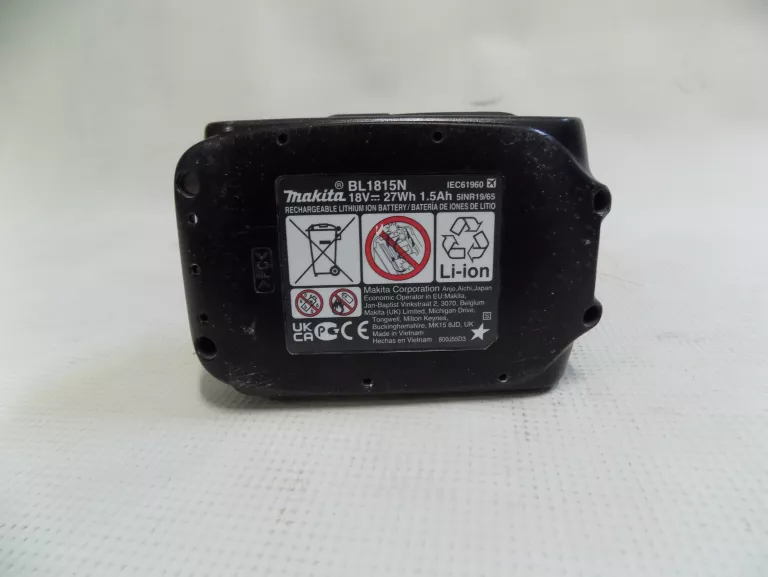 makita® BL1815N IEC61960
18V⎓ 27Wh 1.5Ah 5INR19/65
RECHARGEABLE LITHIUM ION BATTERY / BATERÍA DE IONES DE LITIO
Li-ion
Makita Corporation Anjo,Aichi,Japan
Economic Operator in EU:Makita,
Jan-Baptist Vinkstraat 2, 3070, Belgium
Makita (UK) Limited, Michigan Drive,
Tongwell, Milton Keynes,
Buckinghamshire, MK15 8JD, UK
Made in Vietnam
Hechas en Vietnam
S
UK
CA
CE
>PC<